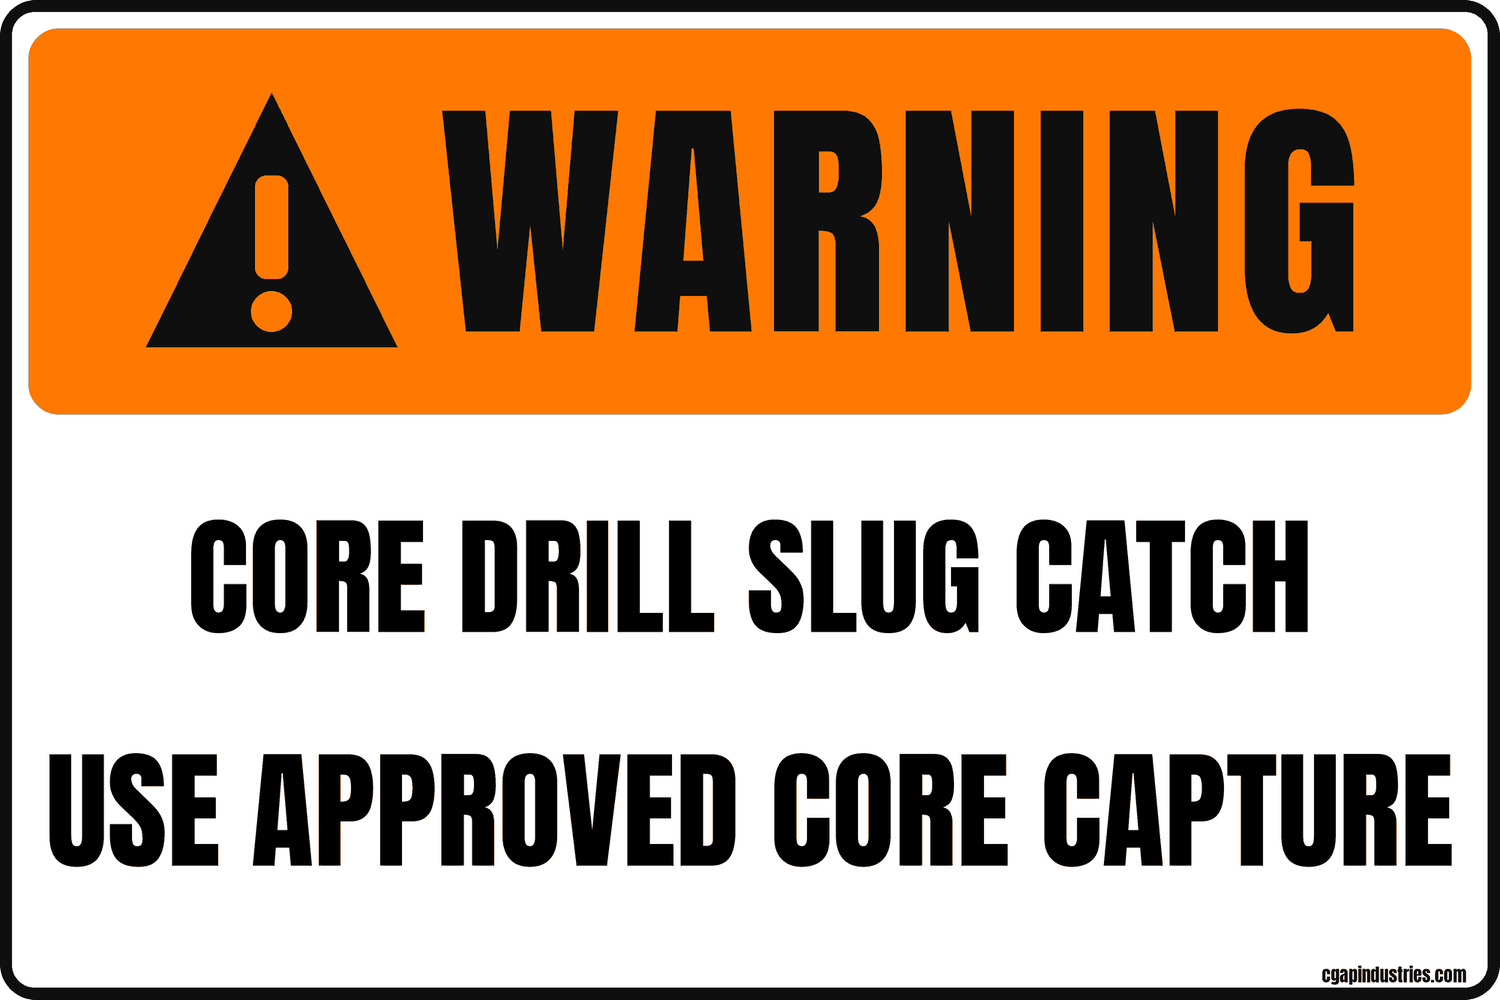 WARNING
CORE DRILL SLUG CATCH
USE APPROVED CORE CAPTURE
cgapindustries.com